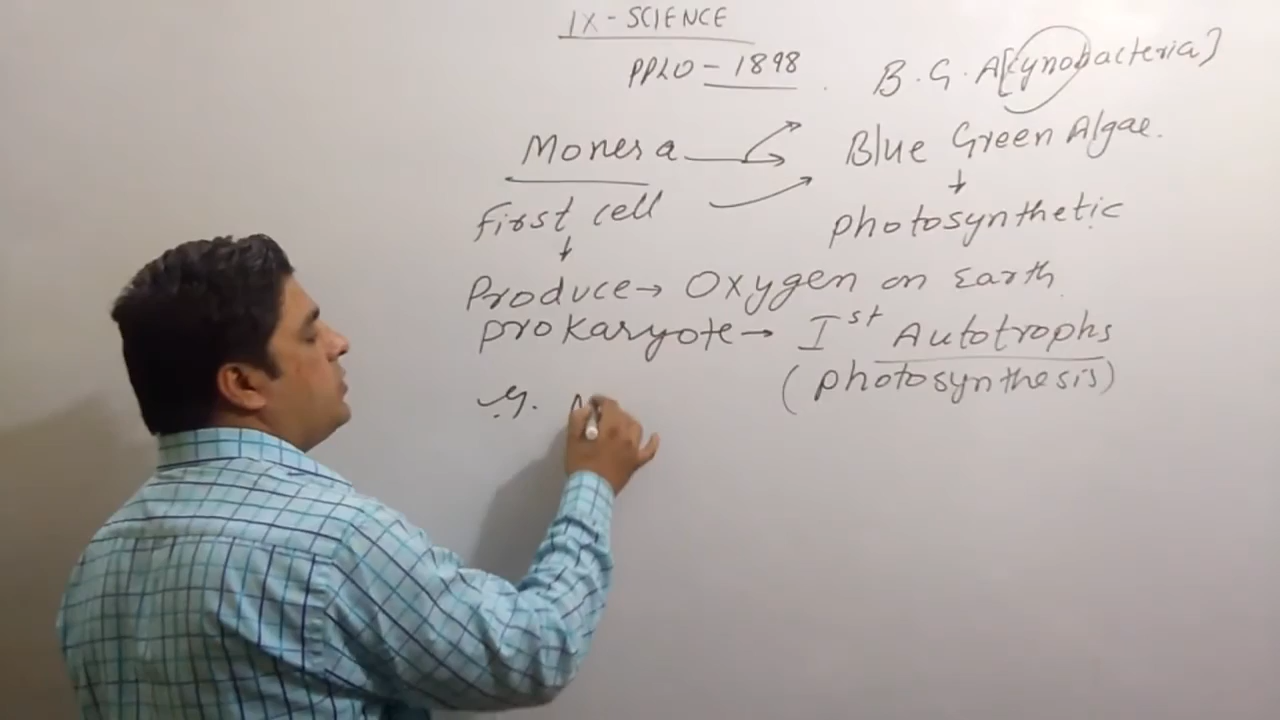 IX - SCIENCE
PPLO - 1898
B.G.A[Cynobacteria]
Monera → Blue Green Algae.
↓
First cell → photosynthetic
↓
Produce → Oxygen on Earth
Prokaryote → Ist Autotrophs
(photosynthesis)
eg. N